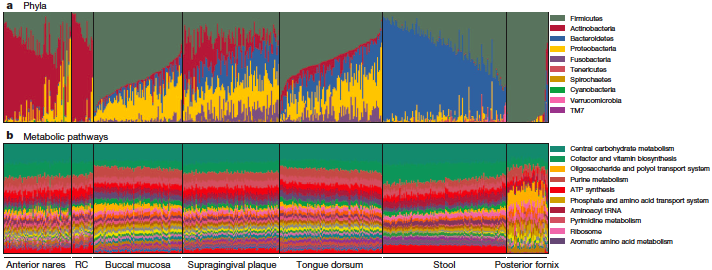 a Phyla
Firmicutes
Actinobacteria
Bacteroidetes
Proteobacteria
Fusobacteria
Tenericutes
Spirochaetes
Cyanobacteria
Verrucomicrobia
TM7
b Metabolic pathways
Central carbohydrate metabolism
Cofactor and vitamin biosynthesis
Oligosaccharide and polyol transport system
Purine metabolism
ATP synthesis
Phosphate and amino acid transport system
Aminoacyl tRNA
Pyrimidine metabolism
Ribosome
Aromatic amino acid metabolism
Anterior nares RC Buccal mucosa Supragingival plaque Tongue dorsum Stool Posterior fornix